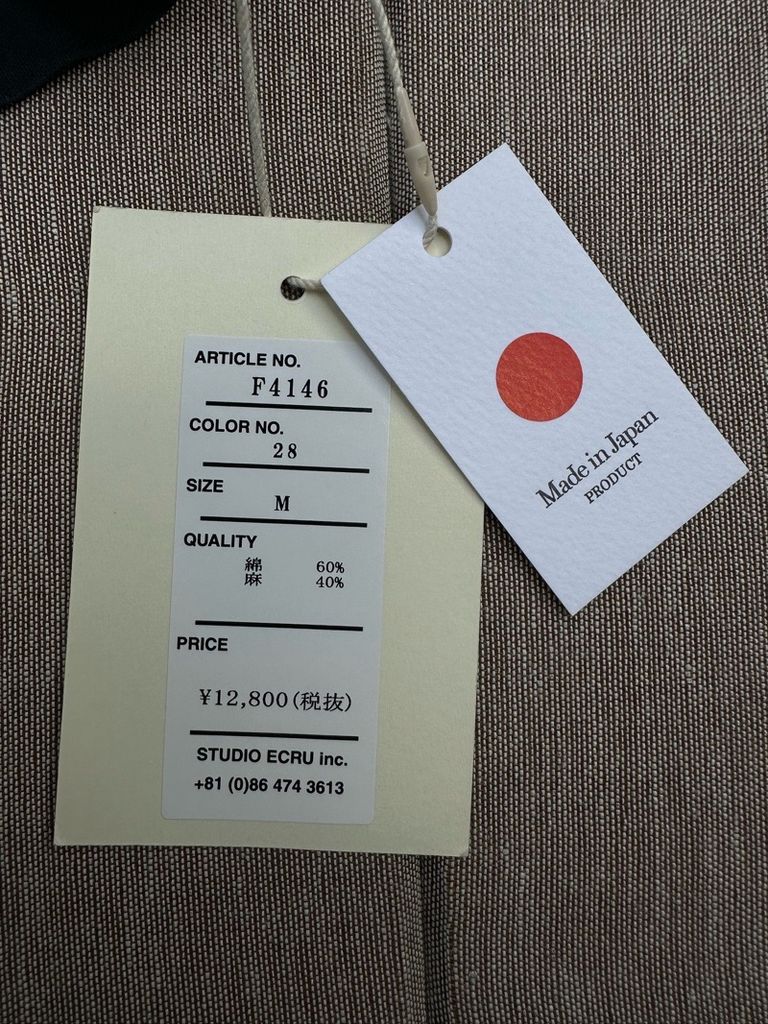 ARTICLE NO.
F4146
COLOR NO.
28
SIZE
M
QUALITY
綿 60%
麻 40%
PRICE
¥12,800(税抜)
STUDIO ECRU inc.
+81 (0)86 474 3613
Made in Japan
PRODUCT